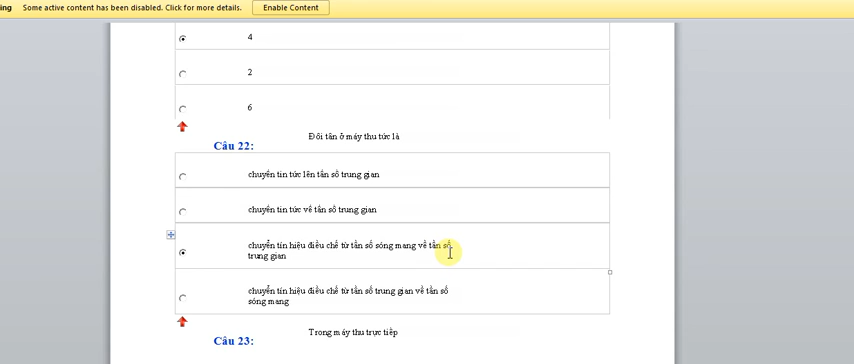 ing Some active content has been disabled. Click for more details. Enable Content
4
2
6
Đổi tần ở máy thu tức là
Câu 22:
chuyển tin tức lên tần số trung gian
chuyển tin tức về tần số trung gian
chuyển tín hiệu điều chế từ tần số sóng mang về tần số
trung gian
chuyển tín hiệu điều chế từ tần số trung gian về tần số
sóng mang
Trong máy thu trực tiếp
Câu 23: